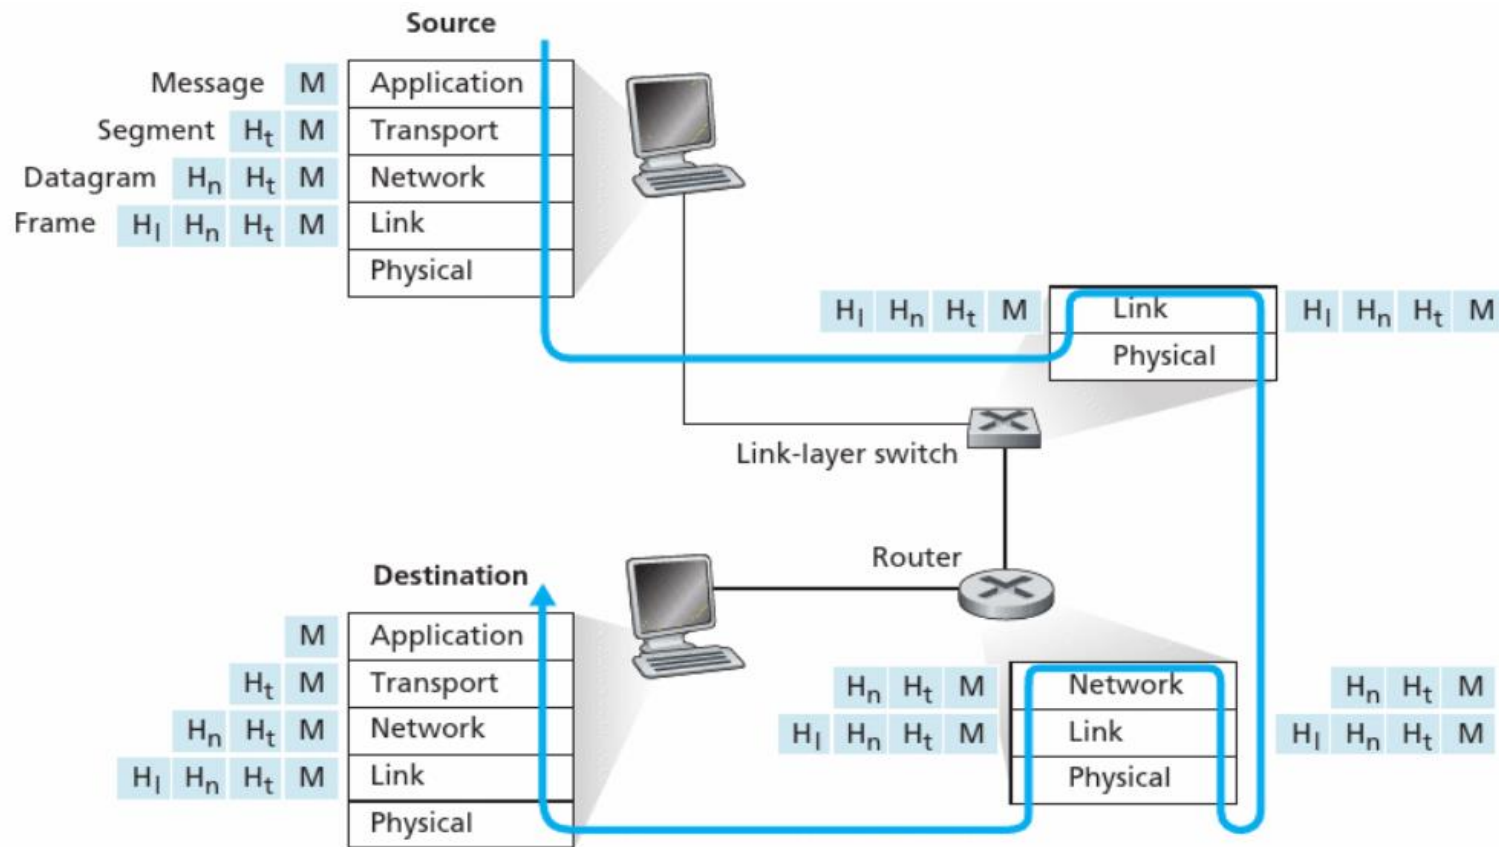 Source
Message M Application
Segment Ht M Transport
Datagram Hn Ht M Network
Frame Hl Hn Ht M Link
Physical
Hl Hn Ht M Link Hl Hn Ht M
Physical
Link-layer switch
Router
Destination
M Application
Ht M Transport
Hn Ht M Network
Hl Hn Ht M Link
Physical
Hn Ht M Network Hn Ht M
Hl Hn Ht M Link Hl Hn Ht M
Physical